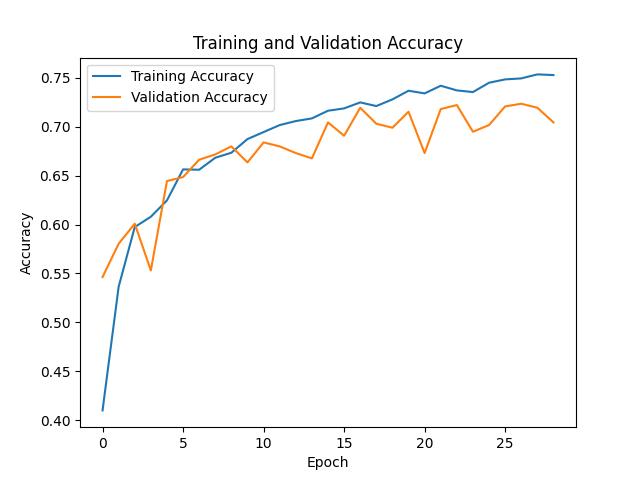 Training and Validation Accuracy
Training Accuracy
Validation Accuracy
0.75
0.70
0.65
0.60
0.55
0.50
0.45
0.40
Accuracy
0 5 10 15 20 25
Epoch